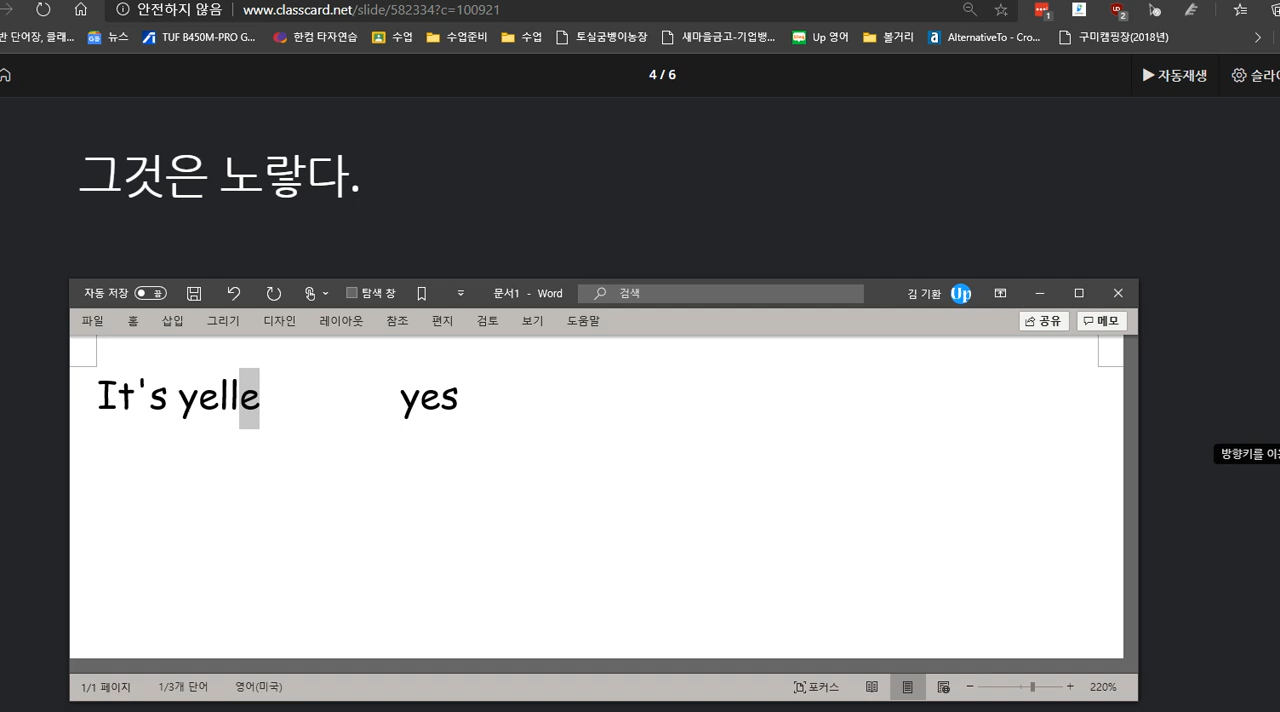 안전하지 않음 www.classcard.net/slide/582334?c=100921 1 2
반 단어장, 클래... 뉴스 TUF B450M-PRO G... 한컴 타자연습 수업 수업준비 수업 토실굼벵이농장 새마을금고-기업뱅... Up 영어 볼거리 AlternativeTo - Cro... 구미캠핑장(2018년)
4 / 6 자동재생 슬라
그것은 노랗다.
자동 저장 끔 탐색 창 문서1 - Word 검색 김 기환 Up
파일 홈 삽입 그리기 디자인 레이아웃 참조 편지 검토 보기 도움말 공유 메모
It's yelle yes
방향키를 이
1/1 페이지 1/3개 단어 영어(미국) 포커스 220%